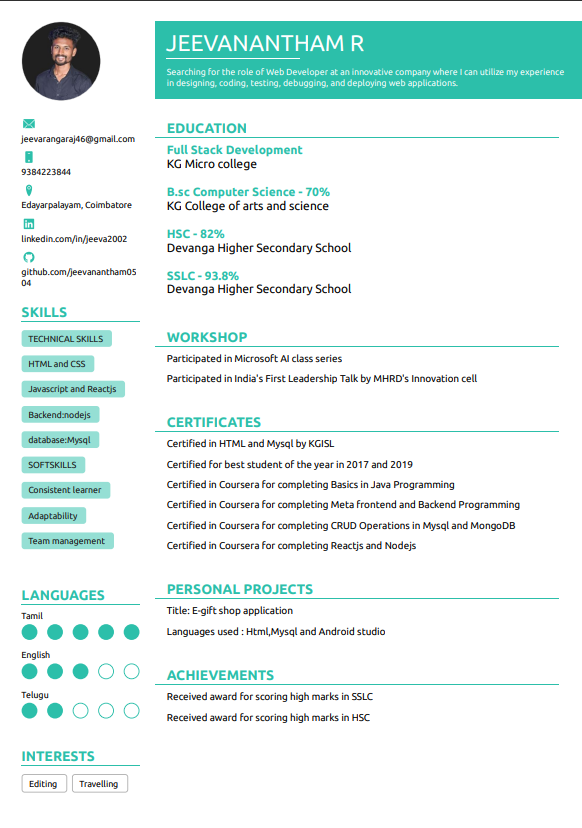 JEEVANANTHAM R
Searching for the role of Web Developer at an innovative company where I can utilize my experience
in designing, coding, testing, debugging, and deploying web applications.
jeevarangaraj46@gmail.com
9384223844
Edayarpalayam, Coimbatore
linkedin.com/in/jeeva2002
github.com/jeevanantham05
04
SKILLS
TECHNICAL SKILLS
HTML and CSS
Javascript and Reactjs
Backend:nodejs
database:Mysql
SOFTSKILLS
Consistent learner
Adaptability
Team management
LANGUAGES
Tamil
English
Telugu
INTERESTS
Editing
Travelling
EDUCATION
Full Stack Development
KG Micro college
B.sc Computer Science - 70%
KG College of arts and science
HSC - 82%
Devanga Higher Secondary School
SSLC - 93.8%
Devanga Higher Secondary School
WORKSHOP
Participated in Microsoft AI class series
Participated in India's First Leadership Talk by MHRD's Innovation cell
CERTIFICATES
Certified in HTML and Mysql by KGISL
Certified for best student of the year in 2017 and 2019
Certified in Coursera for completing Basics in Java Programming
Certified in Coursera for completing Meta frontend and Backend Programming
Certified in Coursera for completing CRUD Operations in Mysql and MongoDB
Certified in Coursera for completing Reactjs and Nodejs
PERSONAL PROJECTS
Title: E-gift shop application
Languages used : Html,Mysql and Android studio
ACHIEVEMENTS
Received award for scoring high marks in SSLC
Received award for scoring high marks in HSC